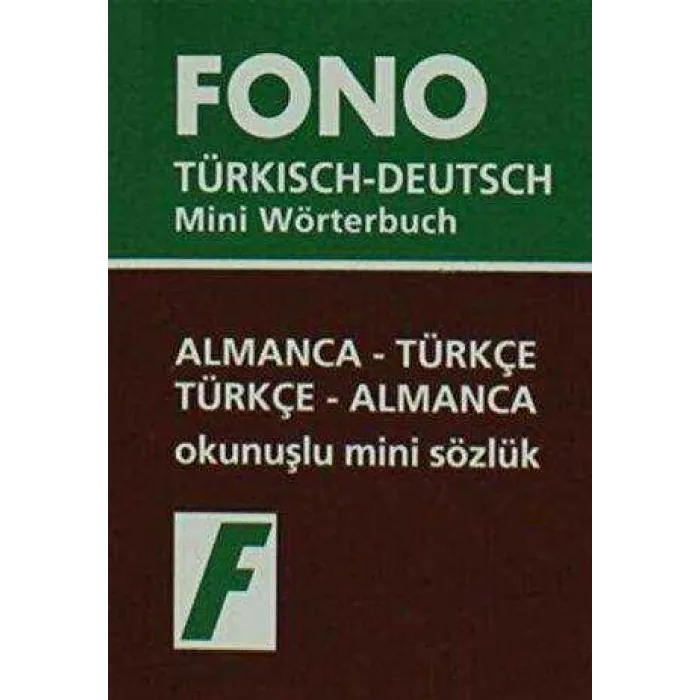 FONO
TÜRKISCH-DEUTSCH
Mini Wörterbuch
ALMANCA - TÜRKÇE
TÜRKÇE - ALMANCA
okunuşlu mini sözlük
F